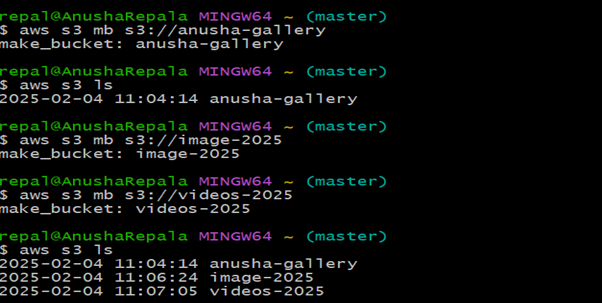 repal@AnushaRepala MINGW64 ~ (master)
$ aws s3 mb s3://anusha-gallery
make_bucket: anusha-gallery
repal@AnushaRepala MINGW64 ~ (master)
$ aws s3 ls
2025-02-04 11:04:14 anusha-gallery
repal@AnushaRepala MINGW64 ~ (master)
$ aws s3 mb s3://image-2025
make_bucket: image-2025
repal@AnushaRepala MINGW64 ~ (master)
$ aws s3 mb s3://videos-2025
make_bucket: videos-2025
repal@AnushaRepala MINGW64 ~ (master)
$ aws s3 ls
2025-02-04 11:04:14 anusha-gallery
2025-02-04 11:06:24 image-2025
2025-02-04 11:07:05 videos-2025